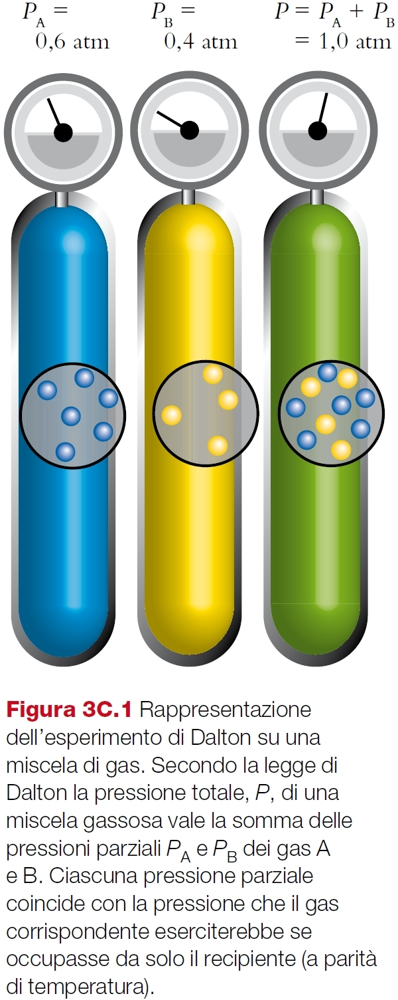 P_A =
0,6 atm
P_B =
0,4 atm
P = P_A + P_B
= 1,0 atm
Figura 3C.1 Rappresentazione
dell’esperimento di Dalton su una
miscela di gas. Secondo la legge di
Dalton la pressione totale, P, di una
miscela gassosa vale la somma delle
pressioni parziali P_A e P_B dei gas A
e B. Ciascuna pressione parziale
coincide con la pressione che il gas
corrispondente eserciterebbe se
occupasse da solo il recipiente (a parità
di temperatura).